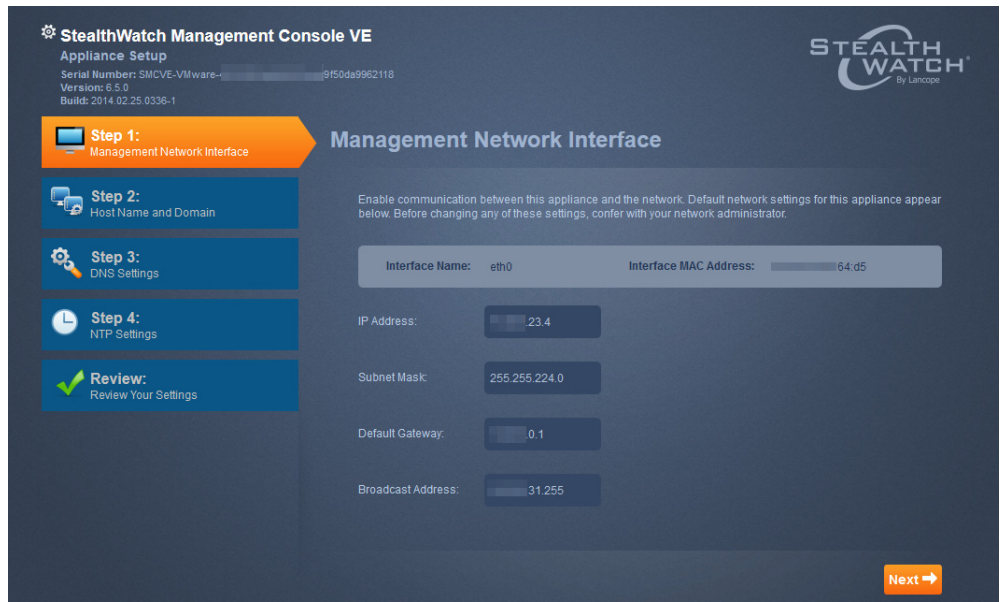 StealthWatch Management Console VE
Appliance Setup
Serial Number: SMCVE-VMware- 9f50da9962118
Version: 6.5.0
Build: 2014.02.25.0336-1
STEALTH
WATCH
By Lancope
Step 1:
Management Network Interface
Step 2:
Host Name and Domain
Step 3:
DNS Settings
Step 4:
NTP Settings
Review:
Review Your Settings
Management Network Interface
Enable communication between this appliance and the network. Default network settings for this appliance appear
below. Before changing any of these settings, confer with your network administrator.
Interface Name: eth0 Interface MAC Address: 64:d5
IP Address: .23.4
Subnet Mask: 255.255.224.0
Default Gateway: .0.1
Broadcast Address: 31.255
Next